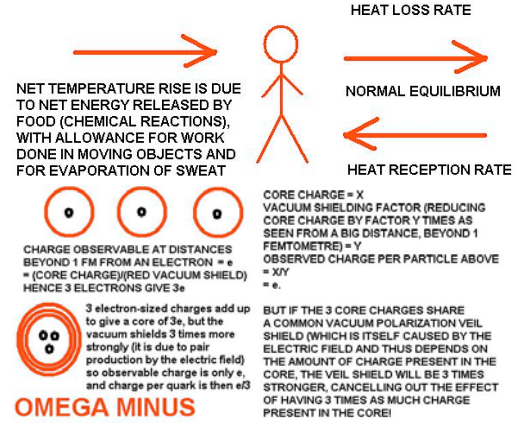 HEAT LOSS RATE
NET TEMPERATURE RISE IS DUE
TO NET ENERGY RELEASED BY
FOOD (CHEMICAL REACTIONS),
WITH ALLOWANCE FOR WORK
DONE IN MOVING OBJECTS AND
FOR EVAPORATION OF SWEAT
NORMAL EQUILIBRIUM
HEAT RECEPTION RATE
CHARGE OBSERVABLE AT DISTANCES
BEYOND 1 FM FROM AN ELECTRON = e
= (CORE CHARGE)/(RED VACUUM SHIELD)
HENCE 3 ELECTRONS GIVE 3e
CORE CHARGE = X
VACUUM SHIELDING FACTOR (REDUCING
CORE CHARGE BY FACTOR Y TIMES AS
SEEN FROM A BIG DISTANCE, BEYOND 1
FEMTOMETRE) = Y
OBSERVED CHARGE PER PARTICLE ABOVE
= X/Y
= e.
3 electron-sized charges add up
to give a core of 3e, but the
vacuum shields 3 times more
strongly (it is due to pair
production by the electric field)
so observable charge is only e,
and charge per quark is then e/3
OMEGA MINUS
BUT IF THE 3 CORE CHARGES SHARE
A COMMON VACUUM POLARIZATION VEIL
SHIELD (WHICH IS ITSELF CAUSED BY THE
ELECTRIC FIELD AND THUS DEPENDS ON
THE AMOUNT OF CHARGE PRESENT IN THE
CORE, THE VEIL SHIELD WILL BE 3 TIMES
STRONGER, CANCELLING OUT THE EFFECT
OF HAVING 3 TIMES AS MUCH CHARGE
PRESENT IN THE CORE!